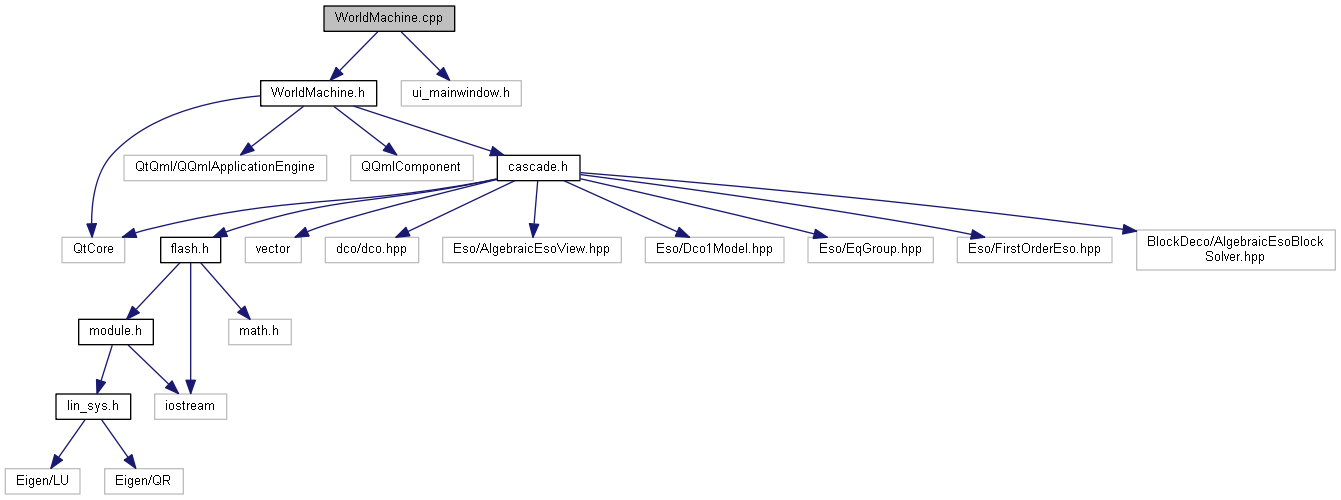 WorldMachine.cpp
WorldMachine.h
ui_mainwindow.h
QtQml/QQmlApplicationEngine
QQmlComponent
cascade.h
QtCore
flash.h
vector
dco/dco.hpp
Eso/AlgebraicEsoView.hpp
Eso/Dco1Model.hpp
Eso/EqGroup.hpp
Eso/FirstOrderEso.hpp
BlockDeco/AlgebraicEsoBlock
Solver.hpp
module.h
math.h
lin_sys.h
iostream
Eigen/LU
Eigen/QR